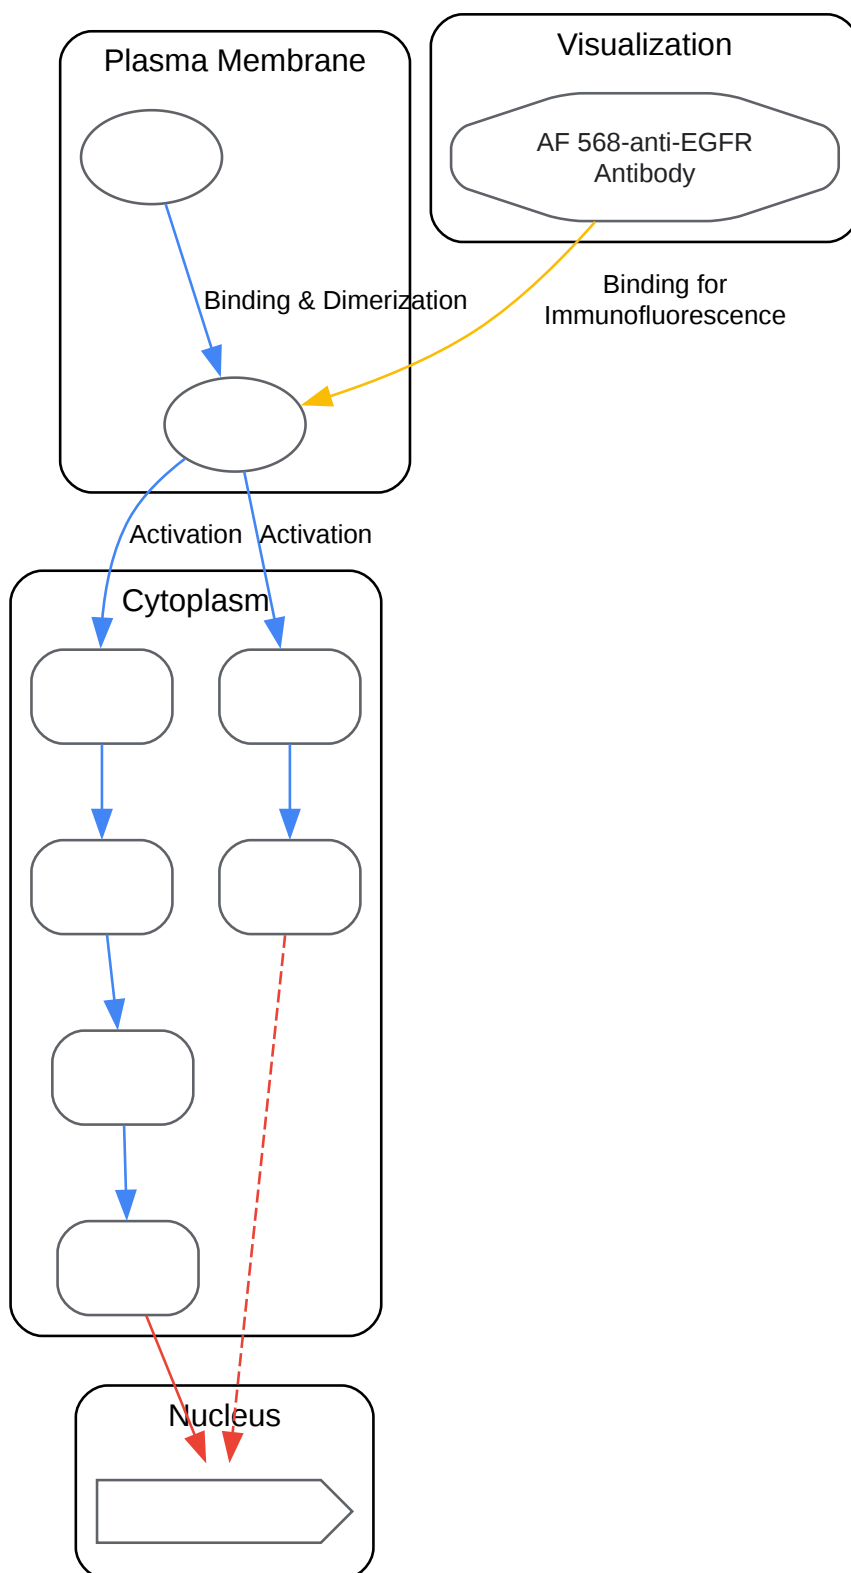 Plasma Membrane
Visualization
AF 568-anti-EGFR
Antibody
Binding & Dimerization
Binding for
Immunofluorescence
Activation
Activation
Cytoplasm
Nucleus